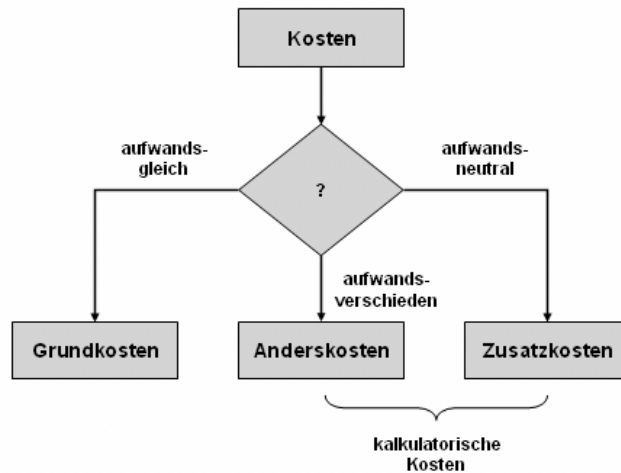 Kosten
aufwands-
gleich
aufwands-
neutral
?
aufwands-
verschieden
Grundkosten
Anderskosten
Zusatzkosten
kalkulatorische
Kosten